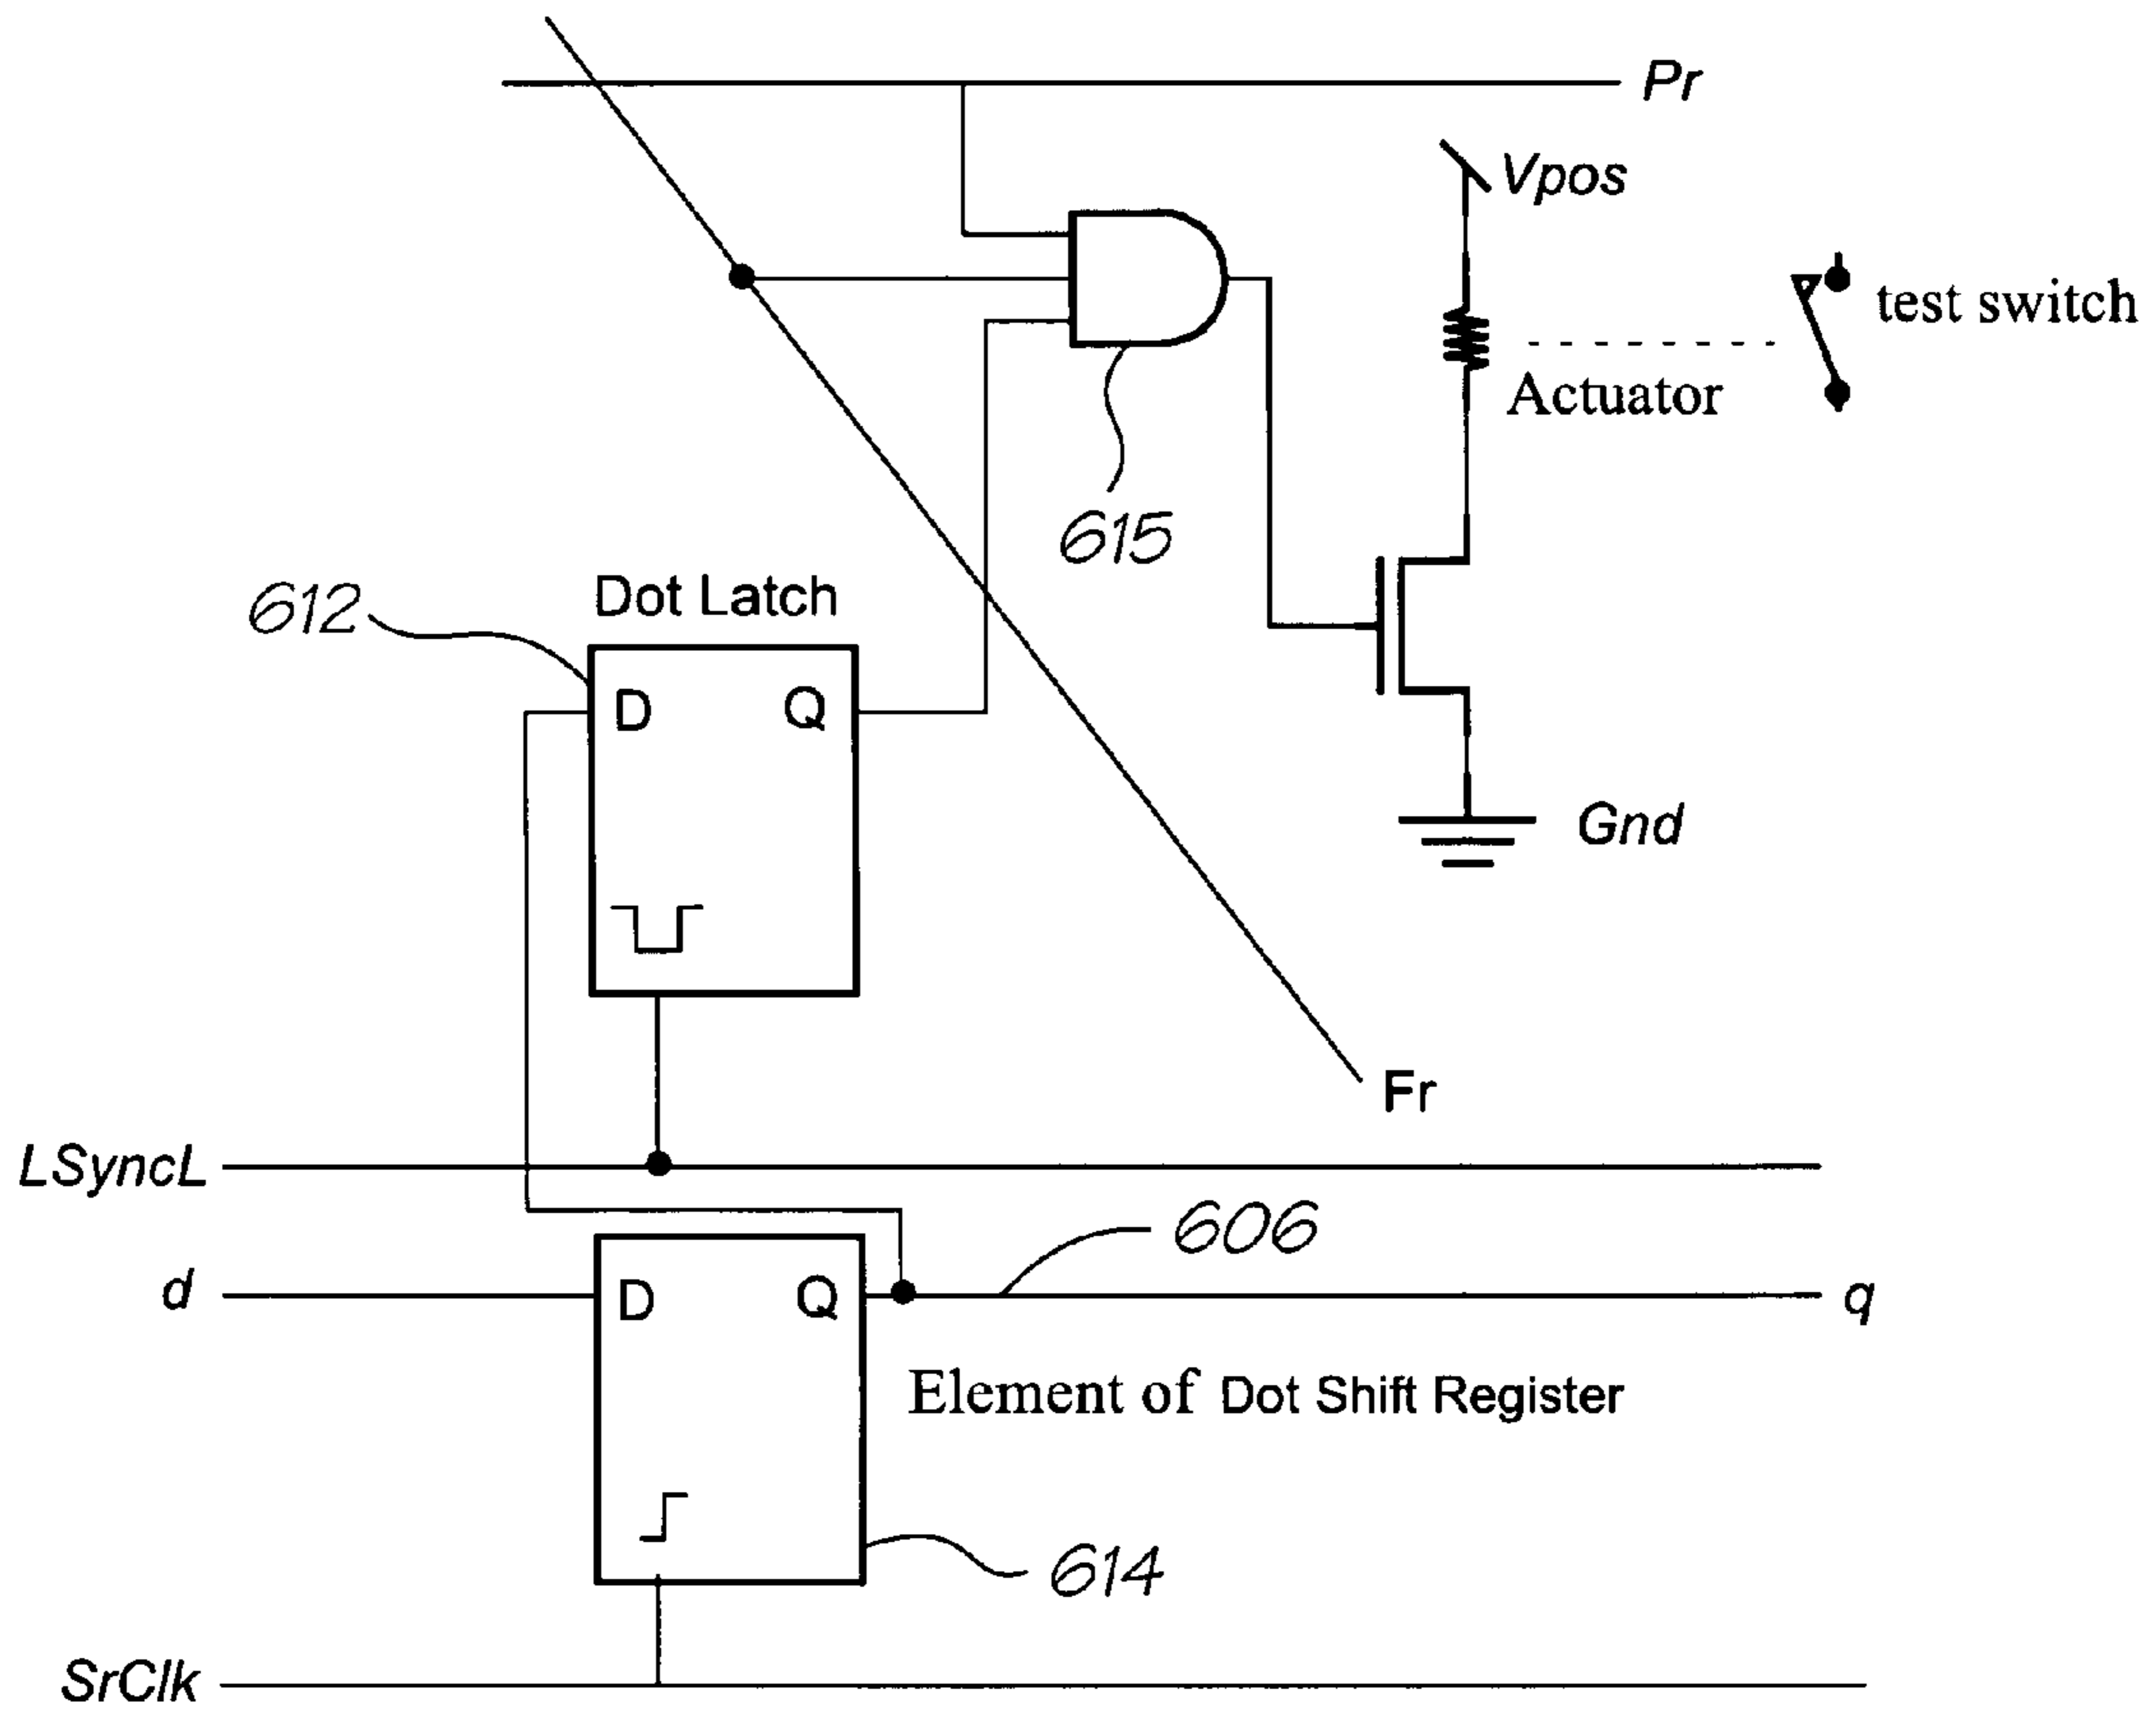 Pr
Vpos
test switch
Actuator
615
612
Dot Latch
D Q
Gnd
Fr
LSyncL
606
d
D Q
q
Element of Dot Shift Register
614
SrClk